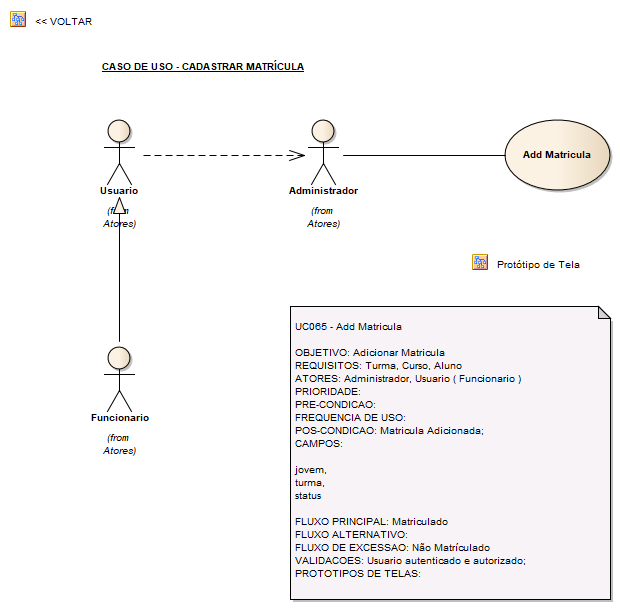 << VOLTAR
CASO DE USO - CADASTRAR MATRÍCULA
Usuario
(from
Atores)
Administrador
(from
Atores)
Add Matricula
Protótipo de Tela
Funcionario
(from
Atores)
UC065 - Add Matricula
OBJETIVO: Adicionar Matricula
REQUISITOS: Turma, Curso, Aluno
ATORES: Administrador, Usuario ( Funcionario )
PRIORIDADE:
PRE-CONDICAO:
FREQUENCIA DE USO:
POS-CONDICAO: Matricula Adicionada;
CAMPOS:
jovem,
turma,
status
FLUXO PRINCIPAL: Matriculado
FLUXO ALTERNATIVO:
FLUXO DE EXCESSAO: Não Matrículado
VALIDACOES: Usuario autenticado e autorizado;
PROTOTIPOS DE TELAS: